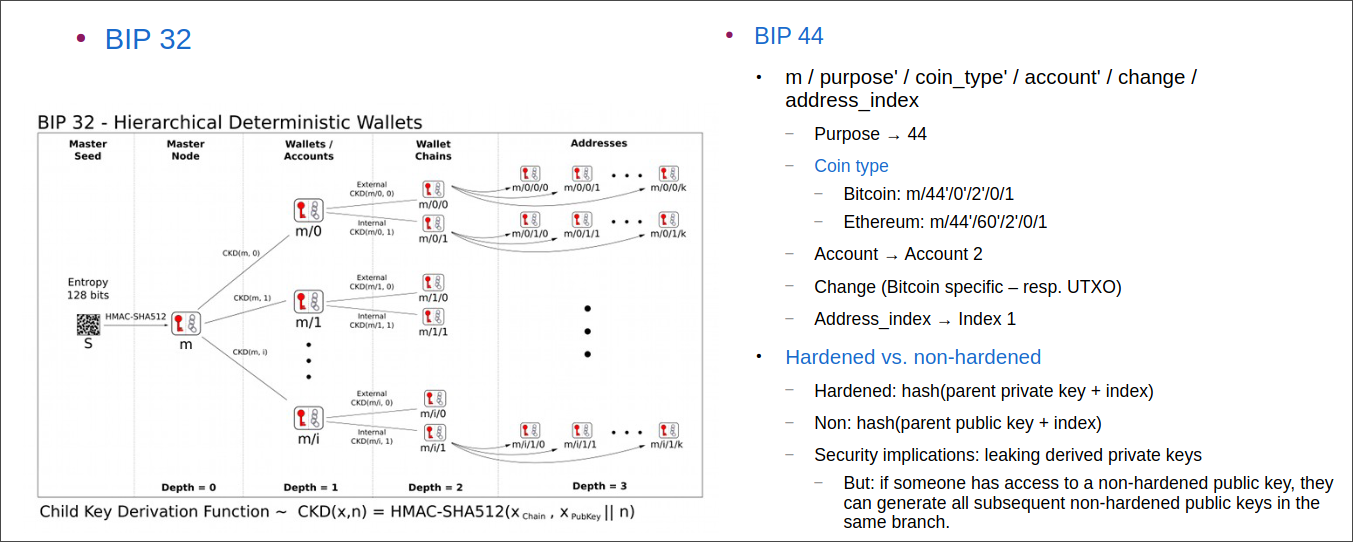 • BIP 32
BIP 32 - Hierarchical Deterministic Wallets
Master
Seed
Master
Node
Wallets /
Accounts
Wallet
Chains
Addresses
Entropy
128 bits
HMAC-SHA512
S
m
CKD(m, 0)
CKD(m, 1)
CKD(m, i)
m/0
m/1
m/i
External
CKD(m/0, 0)
Internal
CKD(m/0, 1)
m/0/0
m/0/1
m/0/0/0 m/0/0/1 • • • m/0/0/k
m/0/1/0 m/0/1/1 • • • m/0/1/k
External
CKD(m/1, 0)
Internal
CKD(m/1, 1)
m/1/0
m/1/1
External
CKD(m/i, 0)
Internal
CKD(m/i, 1)
m/i/0
m/i/1
m/i/1/0 m/i/1/1 • • • m/i/1/k
Depth = 0
Depth = 1
Depth = 2
Depth = 3
Child Key Derivation Function ~ CKD(x,n) = HMAC-SHA512(x Chain , x PubKey || n)
• BIP 44
• m / purpose' / coin_type' / account' / change /
address_index
– Purpose → 44
– Coin type
– Bitcoin: m/44'/0'/2'/0/1
– Ethereum: m/44'/60'/2'/0/1
– Account → Account 2
– Change (Bitcoin specific – resp. UTXO)
– Address_index → Index 1
• Hardened vs. non-hardened
– Hardened: hash(parent private key + index)
– Non: hash(parent public key + index)
– Security implications: leaking derived private keys
– But: if someone has access to a non-hardened public key, they
can generate all subsequent non-hardened public keys in the
same branch.